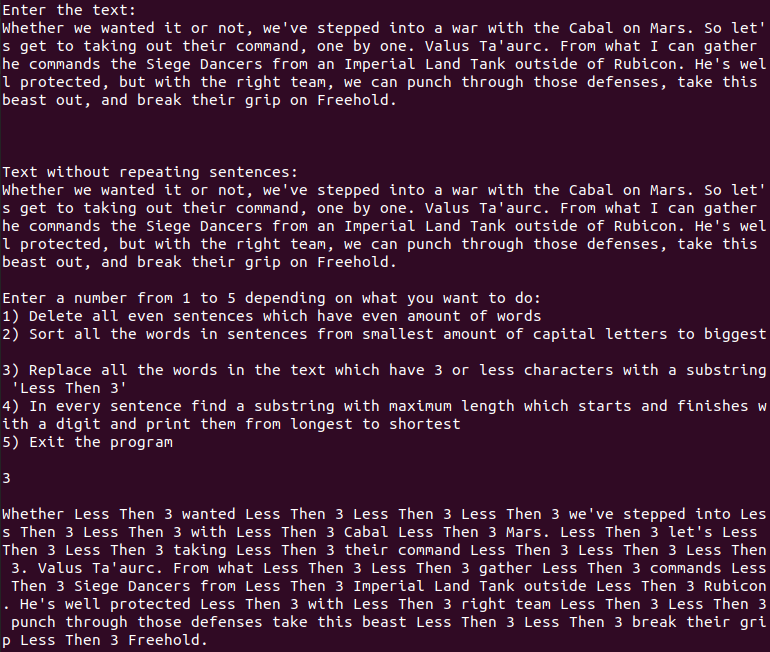 Enter the text:
Whether we wanted it or not, we've stepped into a war with the Cabal on Mars. So let'
s get to taking out their command, one by one. Valus Ta'aurc. From what I can gather
he commands the Siege Dancers from an Imperial Land Tank outside of Rubicon. He's wel
l protected, but with the right team, we can punch through those defenses, take this
beast out, and break their grip on Freehold.
Text without repeating sentences:
Whether we wanted it or not, we've stepped into a war with the Cabal on Mars. So let'
s get to taking out their command, one by one. Valus Ta'aurc. From what I can gather
he commands the Siege Dancers from an Imperial Land Tank outside of Rubicon. He's wel
l protected, but with the right team, we can punch through those defenses, take this
beast out, and break their grip on Freehold.
Enter a number from 1 to 5 depending on what you want to do:
1) Delete all even sentences which have even amount of words
2) Sort all the words in sentences from smallest amount of capital letters to biggest
3) Replace all the words in the text which have 3 or less characters with a substring
'Less Then 3'
4) In every sentence find a substring with maximum length which starts and finishes w
ith a digit and print them from longest to shortest
5) Exit the program
3
Whether Less Then 3 wanted Less Then 3 Less Then 3 Less Then 3 we've stepped into Les
s Then 3 Less Then 3 with Less Then 3 Cabal Less Then 3 Mars. Less Then 3 let's Less
Then 3 Less Then 3 taking Less Then 3 their command Less Then 3 Less Then 3 Less Then
3. Valus Ta'aurc. From what Less Then 3 Less Then 3 gather Less Then 3 commands Less
Then 3 Siege Dancers from Less Then 3 Imperial Land Tank outside Less Then 3 Rubicon
. He's well protected Less Then 3 with Less Then 3 right team Less Then 3 Less Then 3
punch through those defenses take this beast Less Then 3 Less Then 3 break their gri
p Less Then 3 Freehold.